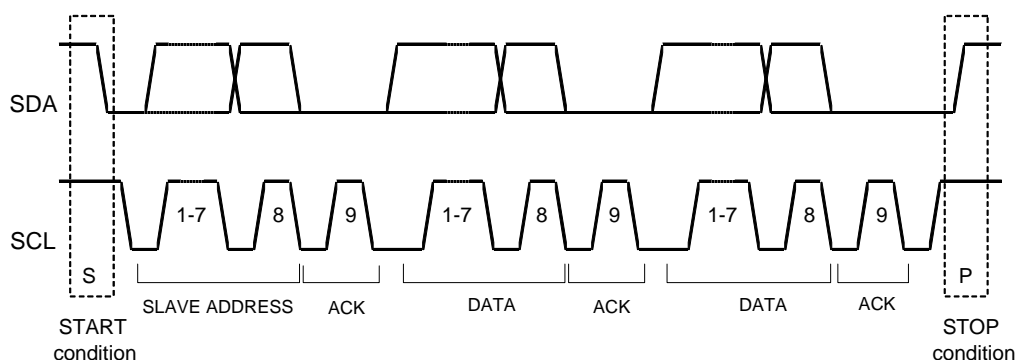 SDA
1-7 8 9 1-7 8 9 1-7 8 9
SCL
S P
SLAVE ADDRESS ACK DATA ACK DATA ACK
START
condition
STOP
condition